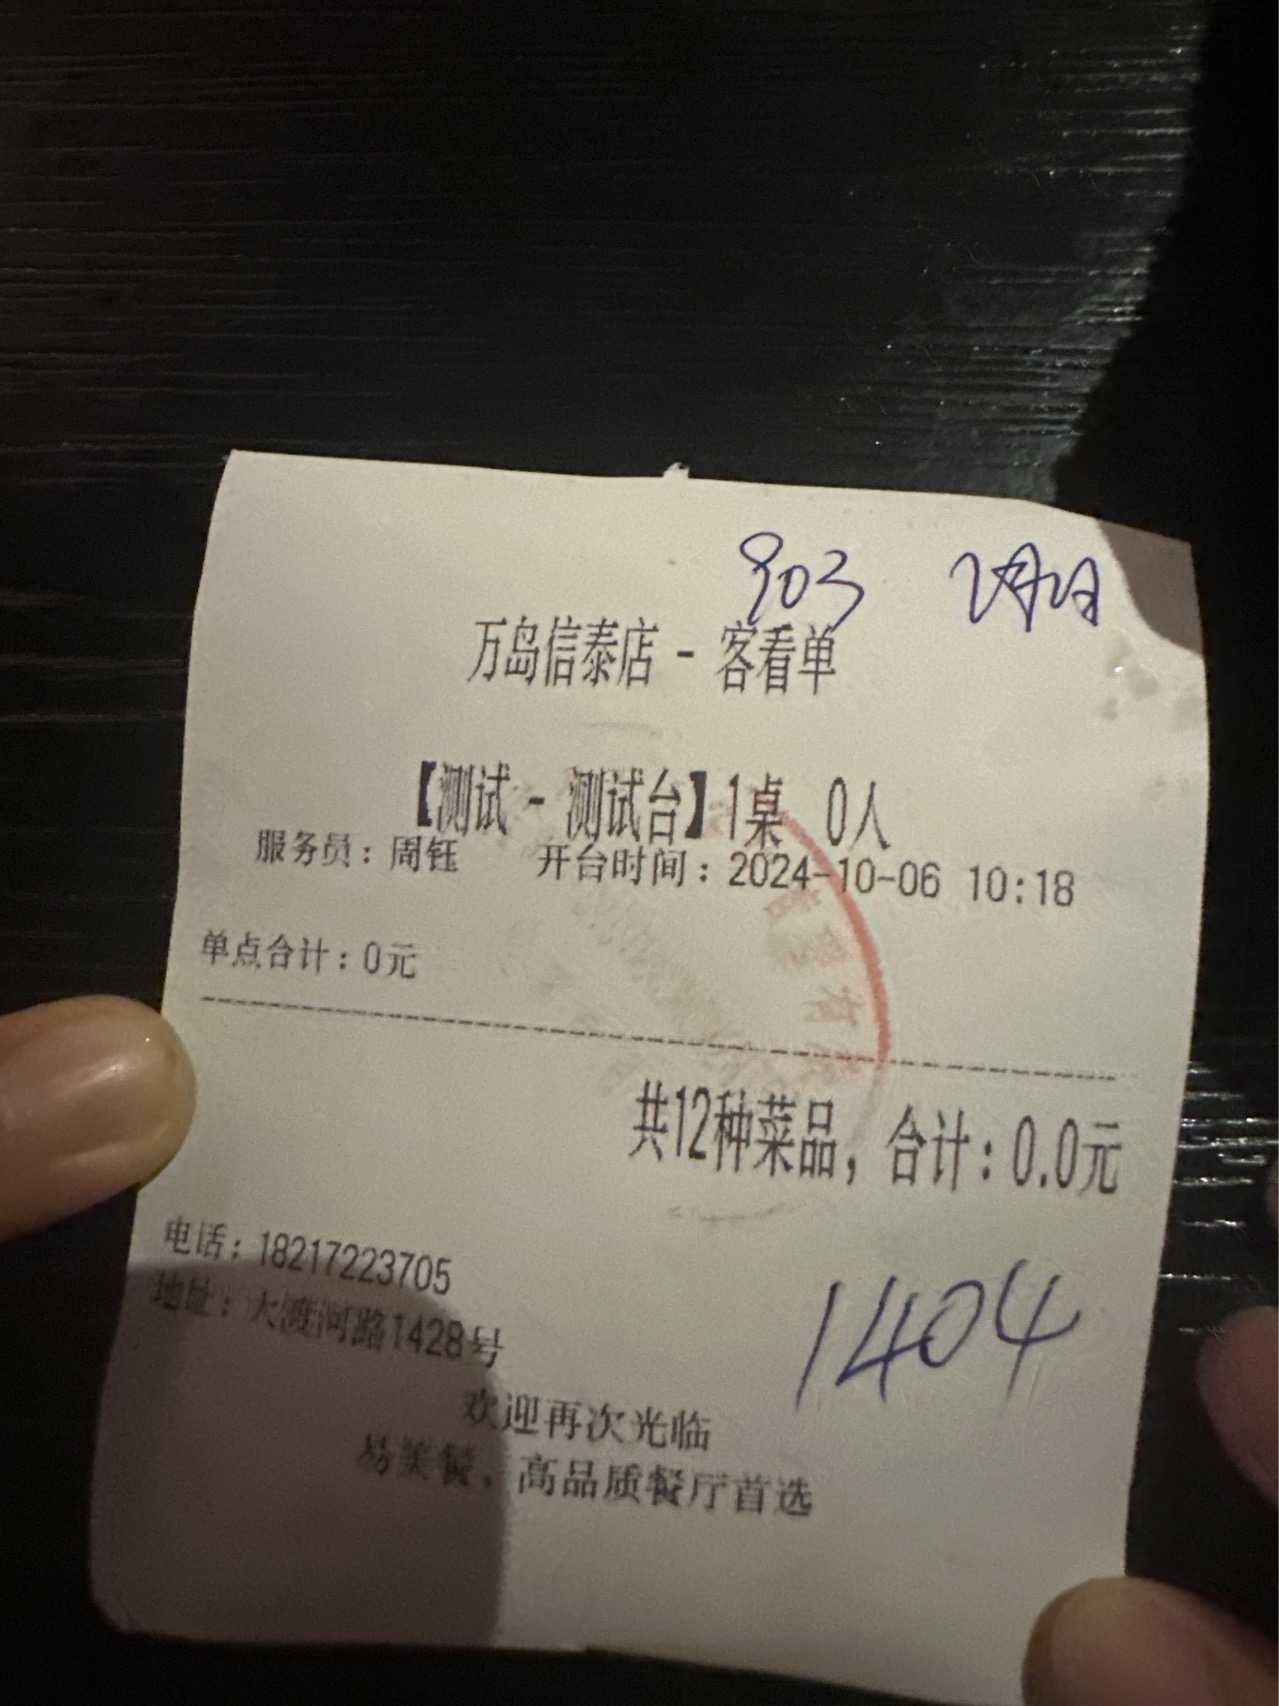 903
万岛信泰店 - 客看单
【测试 - 测试台】1桌 0人
服务员：周钰 开台时间：2024-10-06 10:18
单点合计：0元
共12种菜品，合计：0.0元
电话：18217223705
地址：大渡河路1428号
1404
欢迎再次光临
易美餐，高品质餐厅首选